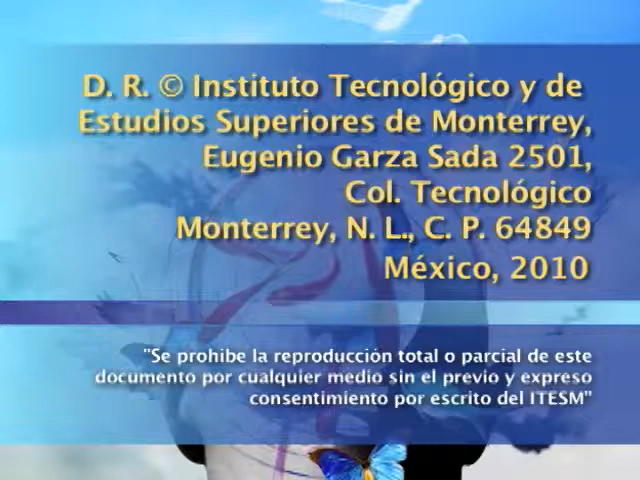 D. R. © Instituto Tecnológico y de
Estudios Superiores de Monterrey,
Eugenio Garza Sada 2501,
Col. Tecnológico
Monterrey, N. L., C. P. 64849
México, 2010
"Se prohibe la reproducción total o parcial de este
documento por cualquier medio sin el previo y expreso
consentimiento por escrito del ITESM"